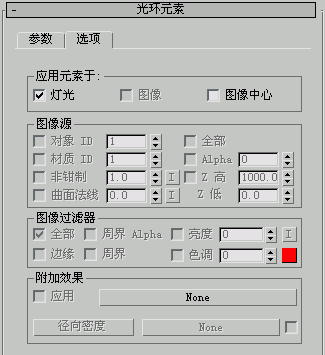 - 光环元素
参数 选项
应用元素于:
灯光 图像 图像中心
图像源
对象 ID 1 全部
材质 ID 1 Alpha 0
非钳制 1.0 I Z 高 1000.0
曲面法线 0.0 I Z 低 0.0
图像过滤器
全部 周界 Alpha 亮度 0 I
边缘 周界 色调 0
附加效果
应用 None
径向密度 None